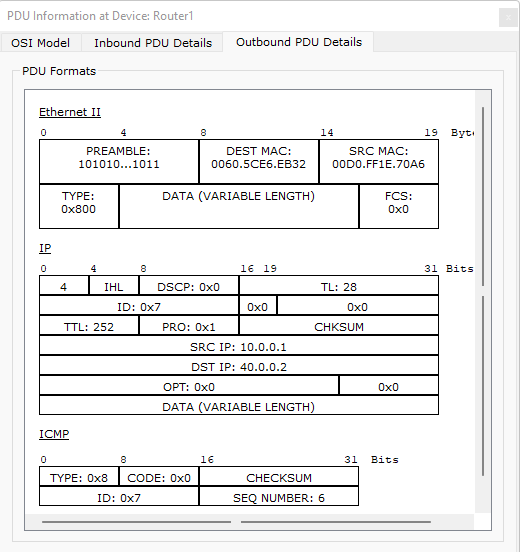 PDU Information at Device: Router1
OSI Model Inbound PDU Details Outbound PDU Details
PDU Formats
Ethernet II
0 4 8 14 19 Byte
PREAMBLE: DEST MAC: SRC MAC:
101010...1011 0060.5CE6.EB32 00D0.FF1E.70A6
TYPE: DATA (VARIABLE LENGTH) FCS:
0x800 0x0
IP
0 4 8 16 19 31 Bits
4 IHL DSCP: 0x0 TL: 28
ID: 0x7 0x0 0x0
TTL: 252 PRO: 0x1 CHKSUM
SRC IP: 10.0.0.1
DST IP: 40.0.0.2
OPT: 0x0 0x0
DATA (VARIABLE LENGTH)
ICMP
0 8 16 31 Bits
TYPE: 0x8 CODE: 0x0 CHECKSUM
ID: 0x7 SEQ NUMBER: 6